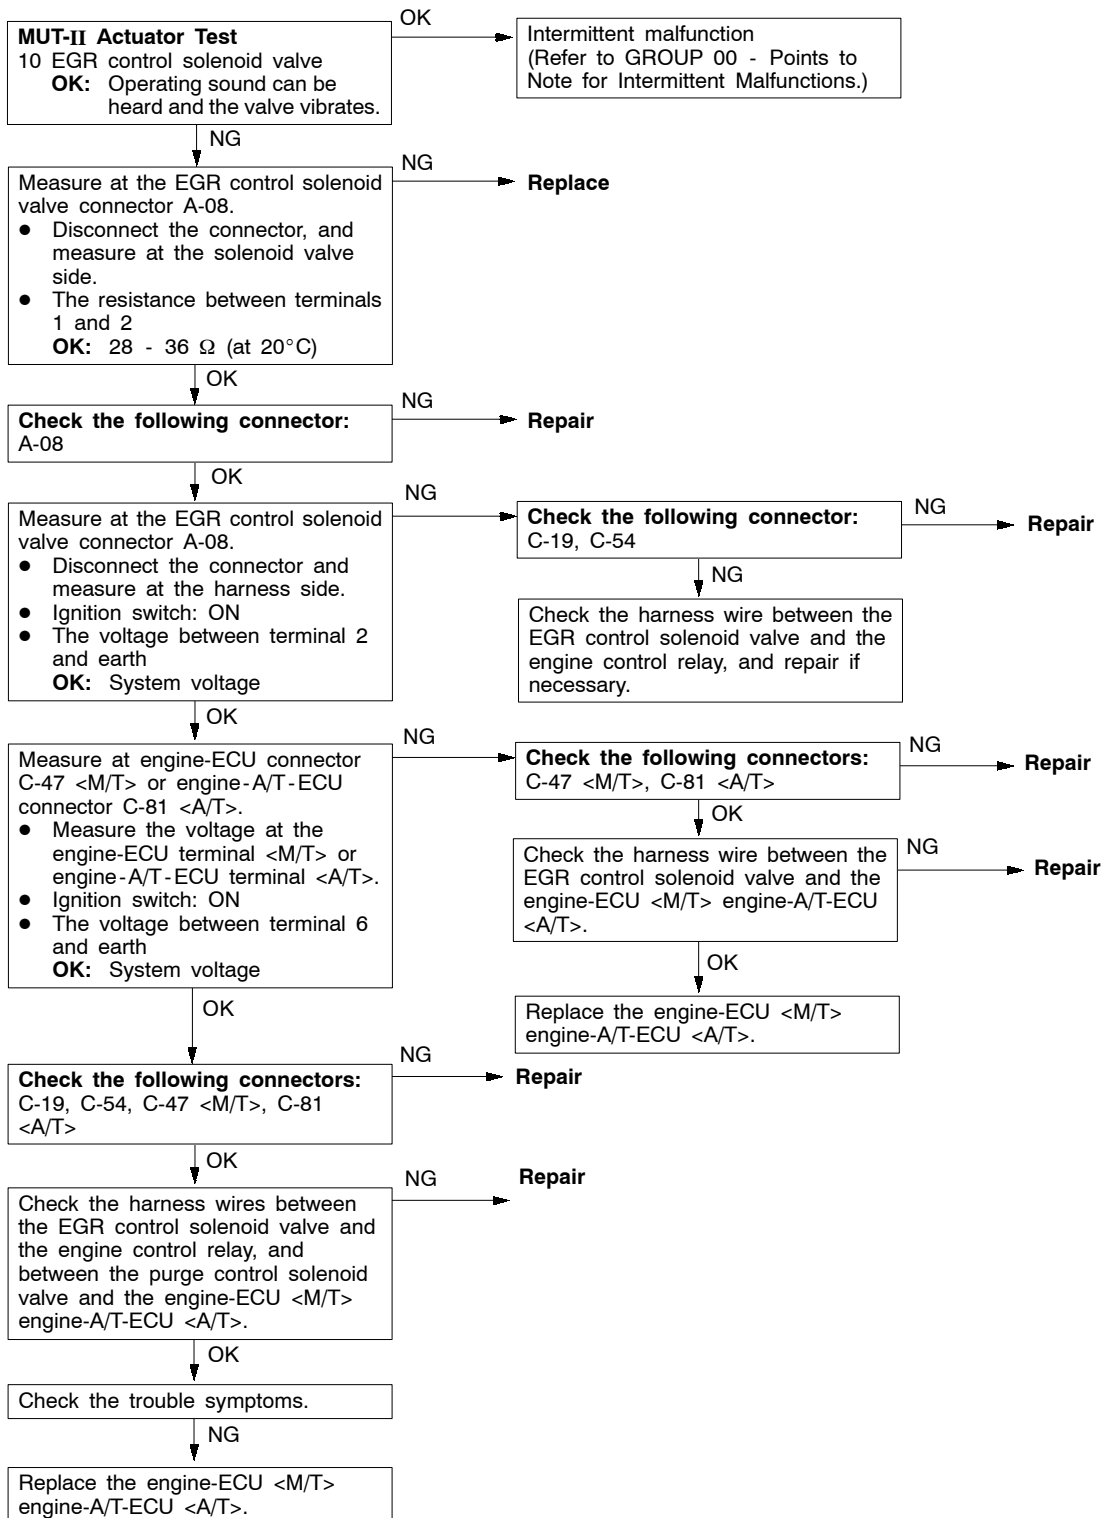 MUT-II Actuator Test
10 EGR control solenoid valve
OK: Operating sound can be
heard and the valve vibrates.
OK
Intermittent malfunction
(Refer to GROUP 00 - Points to
Note for Intermittent Malfunctions.)
NG
Measure at the EGR control solenoid
valve connector A-08.
● Disconnect the connector, and
measure at the solenoid valve
side.
● The resistance between terminals
1 and 2
OK: 28 - 36 Ω (at 20°C)
NG
Replace
OK
Check the following connector:
A-08
NG
Repair
OK
Measure at the EGR control solenoid
valve connector A-08.
● Disconnect the connector and
measure at the harness side.
● Ignition switch: ON
● The voltage between terminal 2
and earth
OK: System voltage
NG
Check the following connector:
C-19, C-54
NG
Repair
NG
Check the harness wire between the
EGR control solenoid valve and the
engine control relay, and repair if
necessary.
OK
Measure at engine-ECU connector
C-47 <M/T> or engine-A/T-ECU
connector C-81 <A/T>.
● Measure the voltage at the
engine-ECU terminal <M/T> or
engine-A/T-ECU terminal <A/T>.
● Ignition switch: ON
● The voltage between terminal 6
and earth
OK: System voltage
NG
Check the following connectors:
C-47 <M/T>, C-81 <A/T>
NG
Repair
OK
Check the harness wire between the
EGR control solenoid valve and the
engine-ECU <M/T> engine-A/T-ECU
<A/T>.
NG
Repair
OK
Replace the engine-ECU <M/T>
engine-A/T-ECU <A/T>.
OK
Check the following connectors:
C-19, C-54, C-47 <M/T>, C-81
<A/T>
NG
Repair
OK
Check the harness wires between
the EGR control solenoid valve and
the engine control relay, and
between the purge control solenoid
valve and the engine-ECU <M/T>
engine-A/T-ECU <A/T>.
NG
Repair
OK
Check the trouble symptoms.
NG
Replace the engine-ECU <M/T>
engine-A/T-ECU <A/T>.